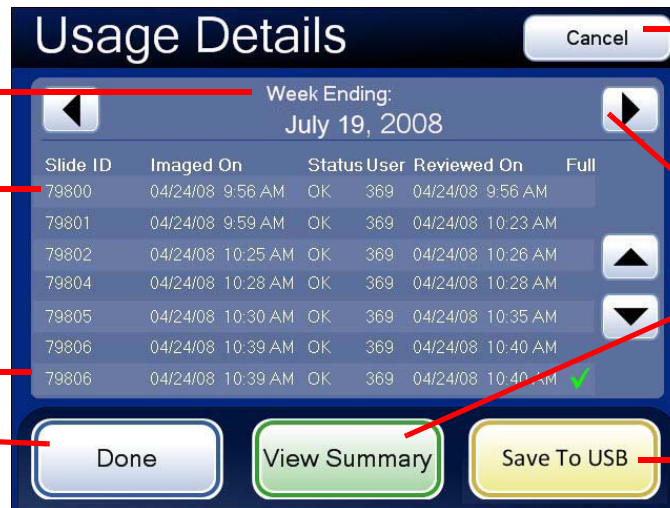 Usage Details Cancel
Week Ending:
July 19, 2008
Slide ID Imaged On Status User Reviewed On Full
79800 04/24/08 9:56 AM OK 369 04/24/08 9:56 AM
79801 04/24/08 9:59 AM OK 369 04/24/08 10:23 AM
79802 04/24/08 10:25 AM OK 369 04/24/08 10:26 AM
79804 04/24/08 10:28 AM OK 369 04/24/08 10:28 AM
79805 04/24/08 10:30 AM OK 369 04/24/08 10:35 AM
79806 04/24/08 10:39 AM OK 369 04/24/08 10:40 AM
79806 04/24/08 10:39 AM OK 369 04/24/08 10:40 AM ✓
Done View Summary Save To USB